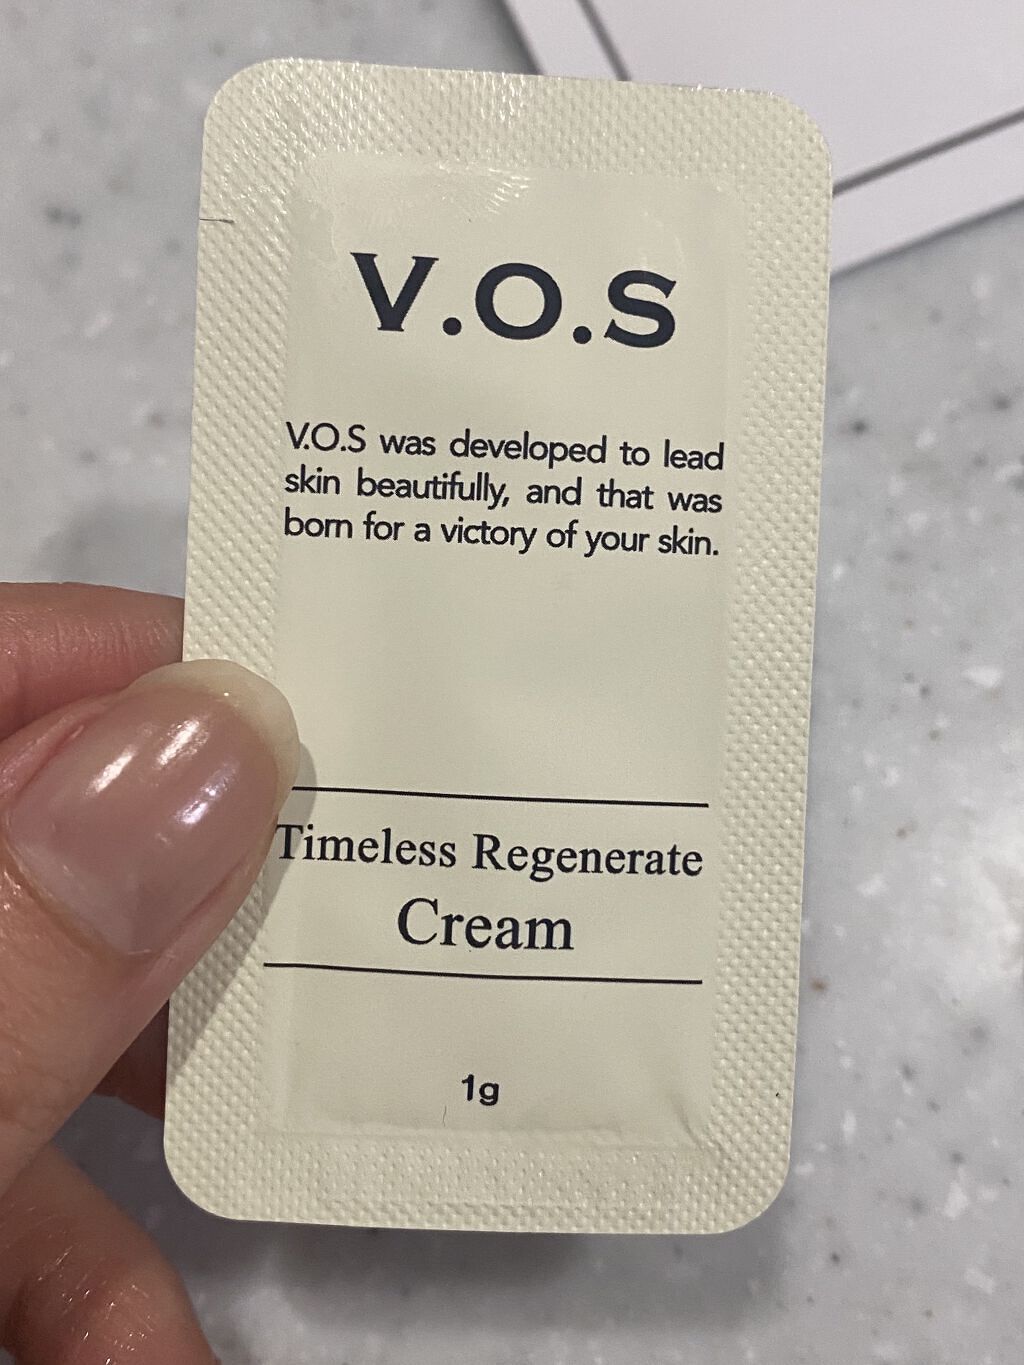 V.O.S
V.O.S was developed to lead
skin beautifully, and that was
born for a victory of your skin.
Timeless Regenerate
Cream
1g